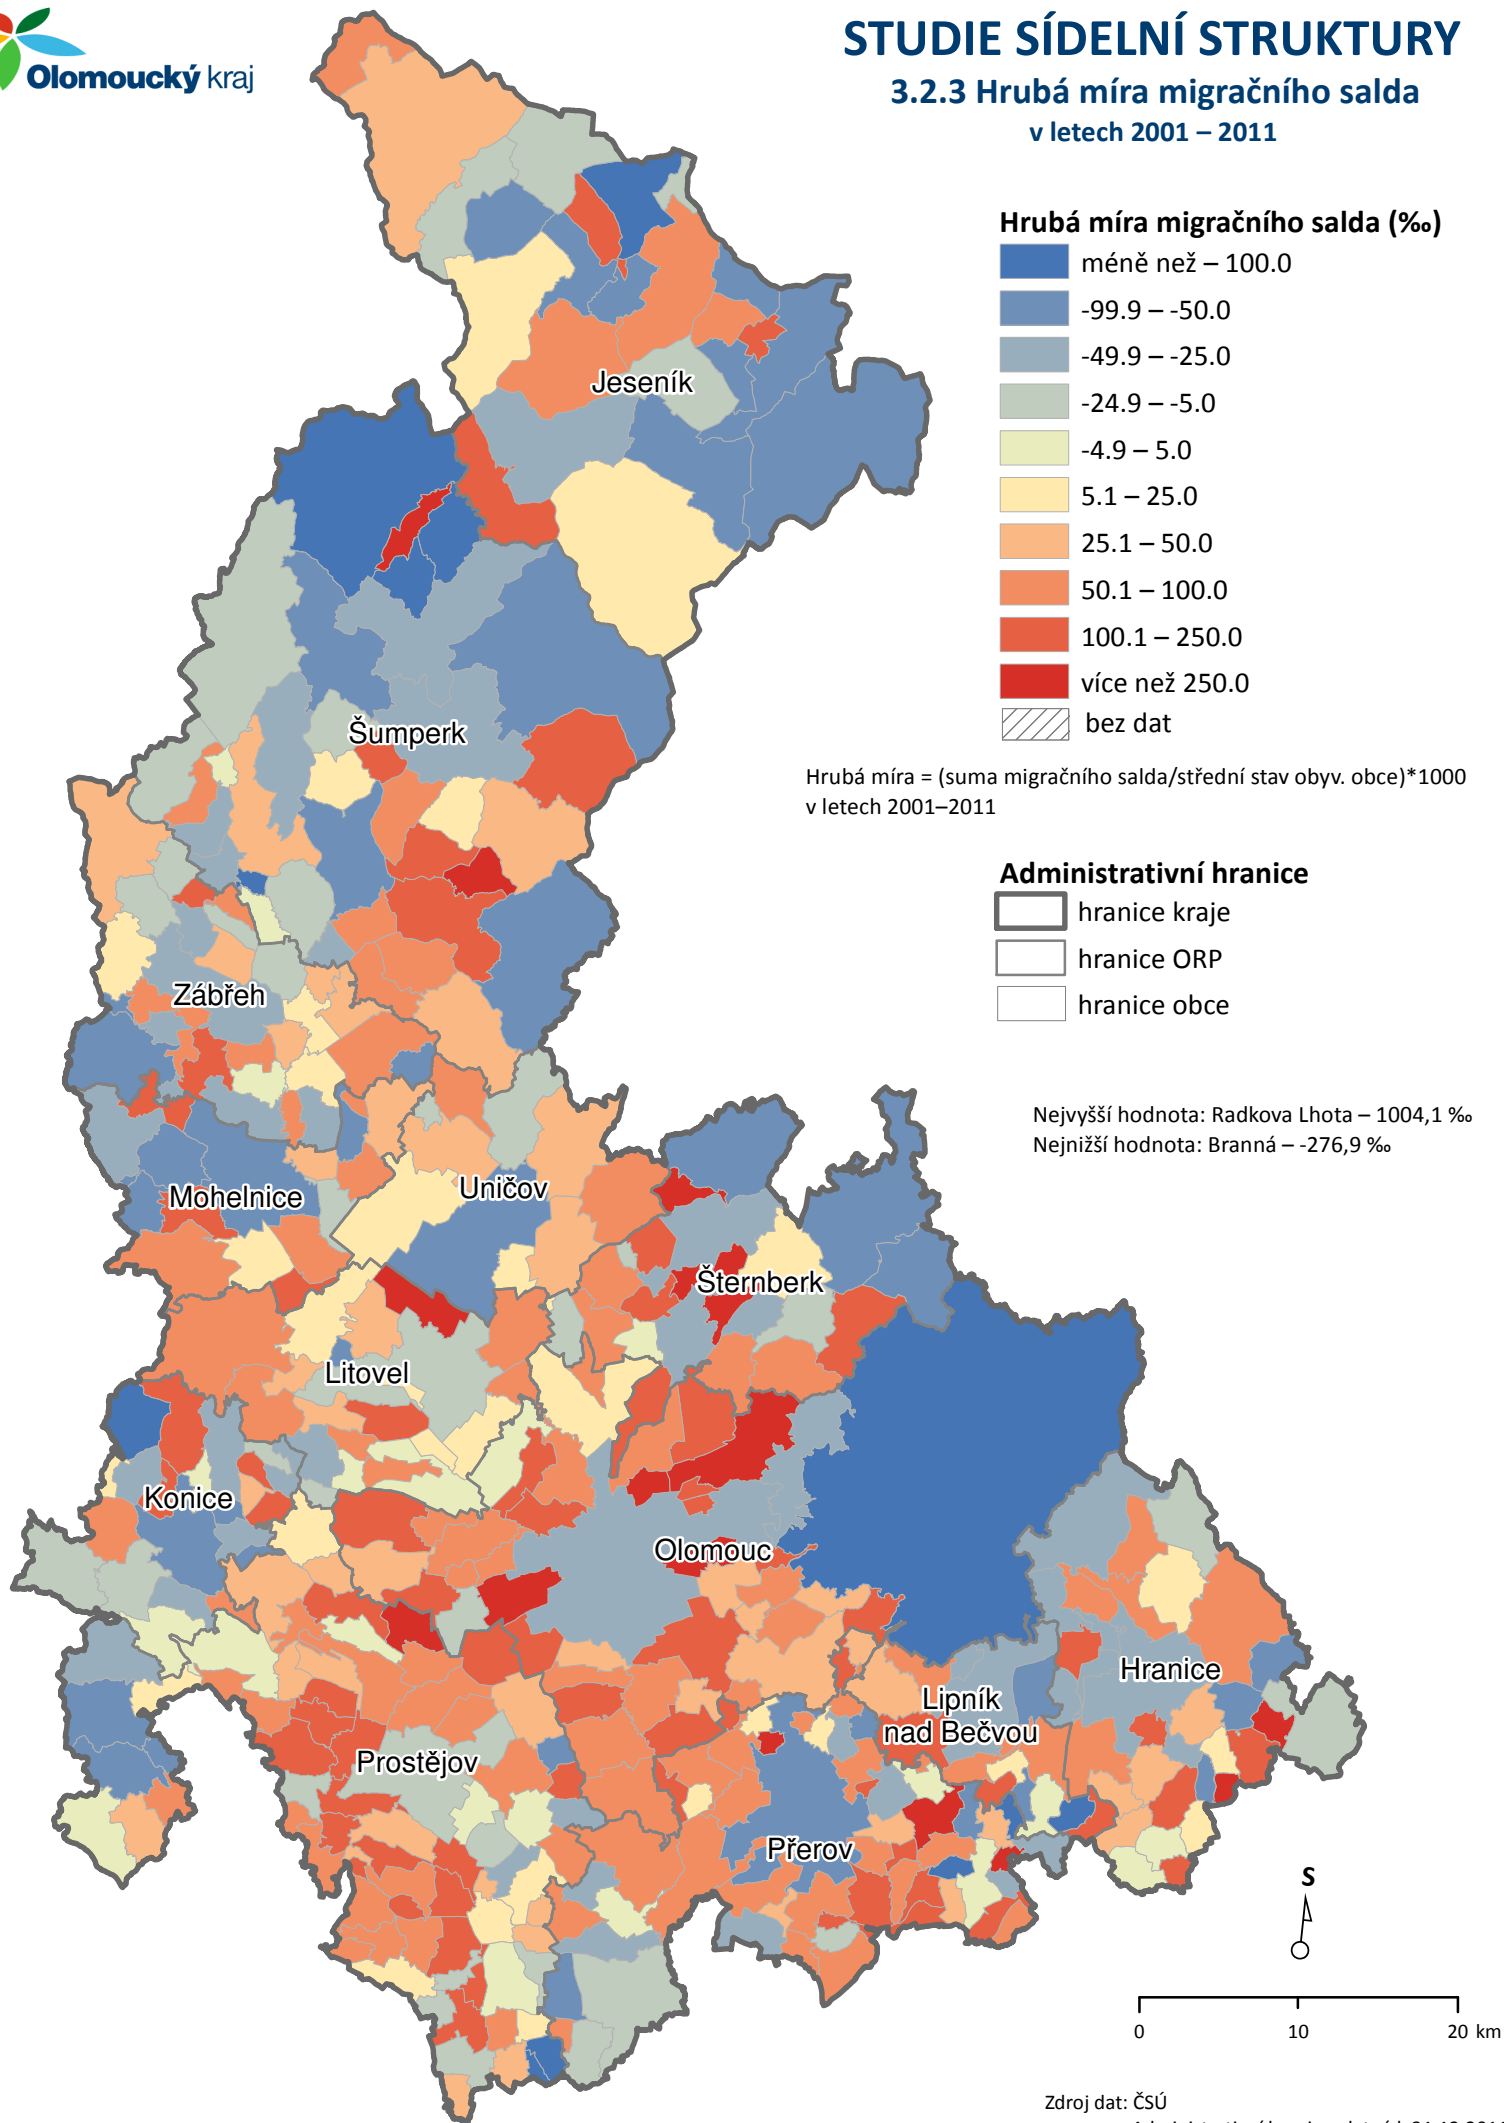 Olomoucký kraj
STUDIE SÍDELNÍ STRUKTURY
3.2.3 Hrubá míra migračního salda
v letech 2001 – 2011
Hrubá míra migračního salda (‰)
méně než – 100.0
-99.9 – -50.0
-49.9 – -25.0
-24.9 – -5.0
-4.9 – 5.0
5.1 – 25.0
25.1 – 50.0
50.1 – 100.0
100.1 – 250.0
více než 250.0
bez dat
Hrubá míra = (suma migračního salda/střední stav obyv. obce)*1000
v letech 2001–2011
Administrativní hranice
hranice kraje
hranice ORP
hranice obce
Nejvyšší hodnota: Radkova Lhota – 1004,1 ‰
Nejnižší hodnota: Branná – -276,9 ‰
Jeseník
Šumperk
Zábřeh
Mohelnice
Uničov
Šternberk
Litovel
Konice
Olomouc
Hranice
Lipník
nad Bečvou
Prostějov
Přerov
S
0 10 20 km
Zdroj dat: ČSÚ